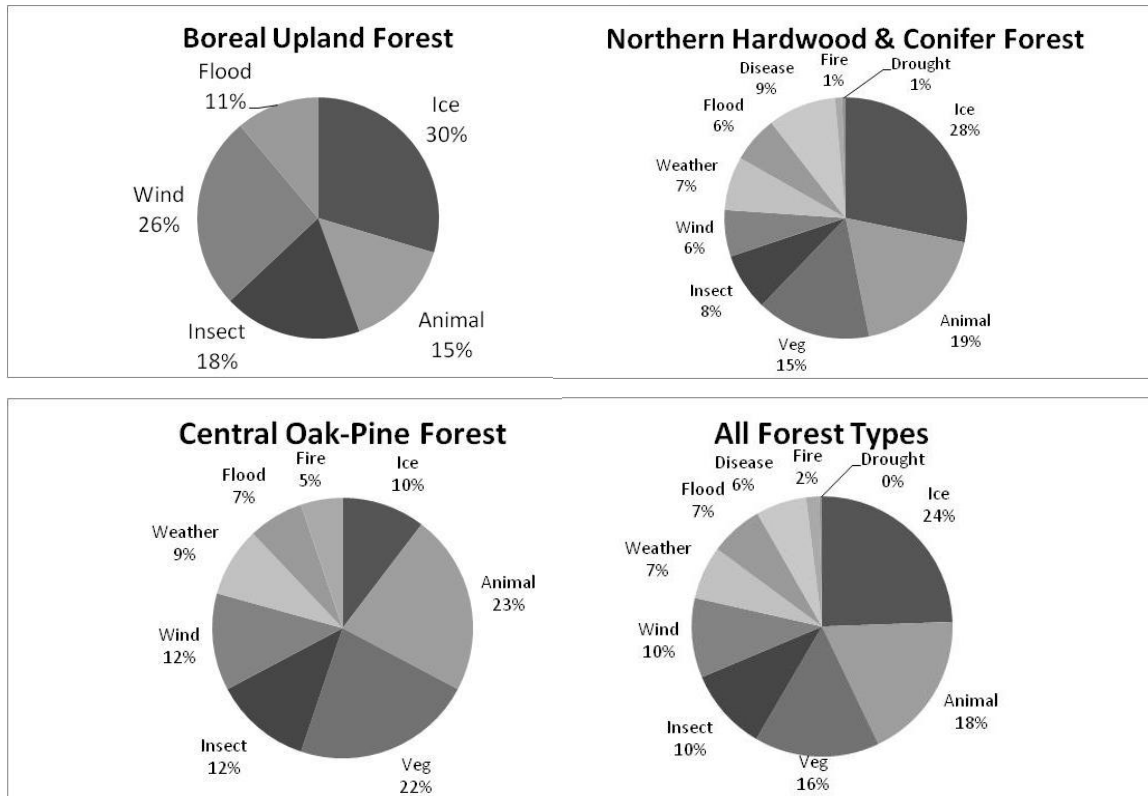 Boreal Upland Forest
Flood
11%
Ice
30%
Wind
26%
Insect
18%
Animal
15%
Northern Hardwood & Conifer Forest
Fire
1%
Drought
1%
Disease
9%
Ice
28%
Flood
6%
Weather
7%
Wind
6%
Insect
8%
Veg
15%
Animal
19%
Central Oak-Pine Forest
Fire
5%
Ice
10%
Flood
7%
Weather
9%
Animal
23%
Wind
12%
Insect
12%
Veg
22%
All Forest Types
Fire
2%
Drought
0%
Disease
6%
Ice
24%
Flood
7%
Weather
7%
Wind
10%
Insect
10%
Veg
16%
Animal
18%